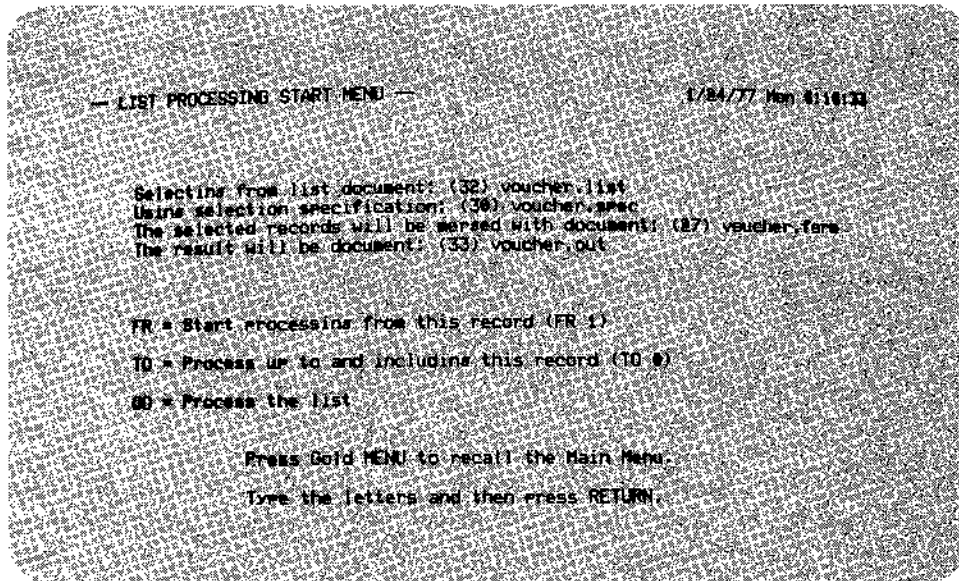 — LIST PROCESSING START MENU —
1/24/77 Mon
Selecting from list document: (32) voucher.list
Using selection specification: (30) voucher.spec
The selected records will be merged with document: (27) voucher.form
The result will be document: (33) voucher.out
FR = Start processing from this record (FR 1)
TO = Process up to and including this record (TO 0)
GO = Process the list
Press Gold MENU to recall the Main Menu.
Type the letters and then press RETURN.